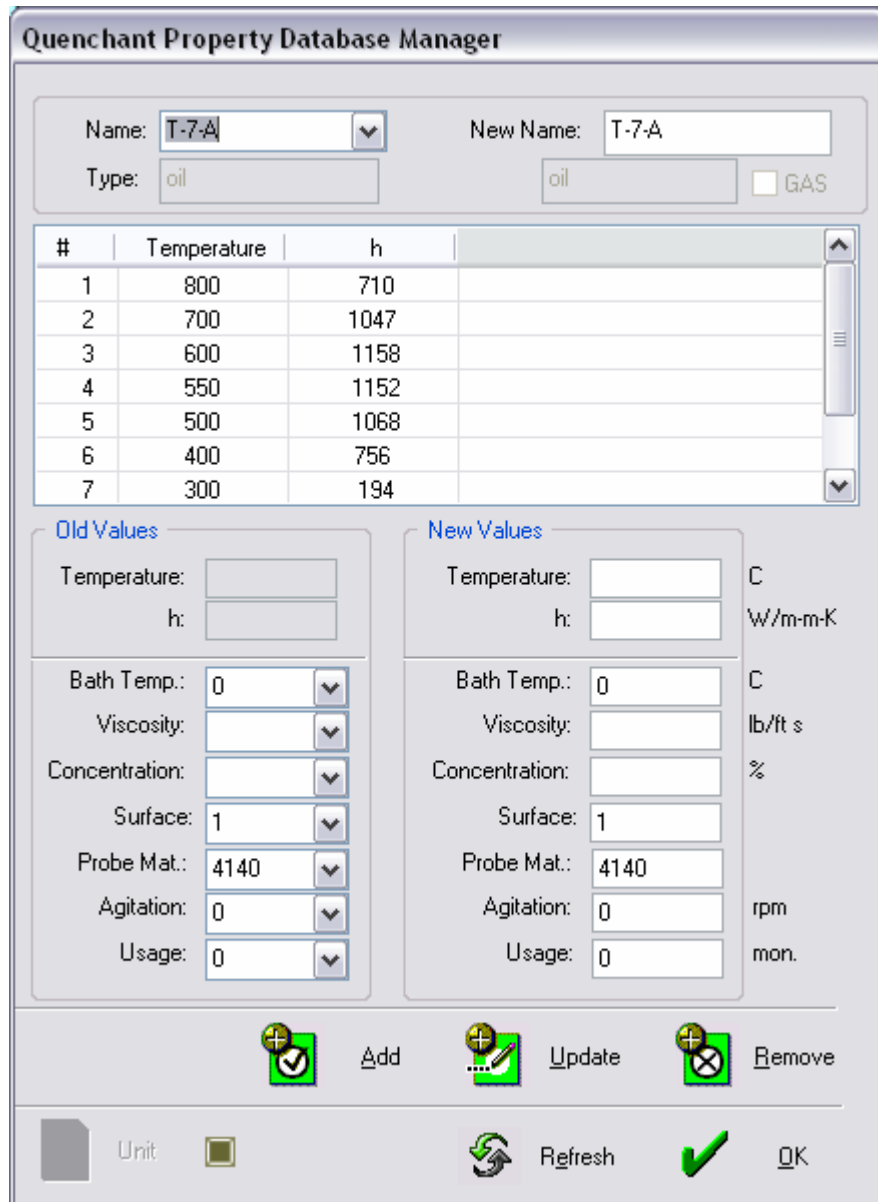 Quenchant Property Database Manager
Name: T-7-A New Name: T-7-A
Type: oil oil GAS
# Temperature h
1 800 710
2 700 1047
3 600 1158
4 550 1152
5 500 1068
6 400 756
7 300 194
Old Values New Values
Temperature: Temperature: C
h: h: W/m-m-K
Bath Temp.: 0 Bath Temp.: 0 C
Viscosity: Viscosity: lb/ft s
Concentration: Concentration: %
Surface: 1 Surface: 1
Probe Mat.: 4140 Probe Mat.: 4140
Agitation: 0 Agitation: 0 rpm
Usage: 0 Usage: 0 mon.
Add Update Remove
Unit Refresh OK